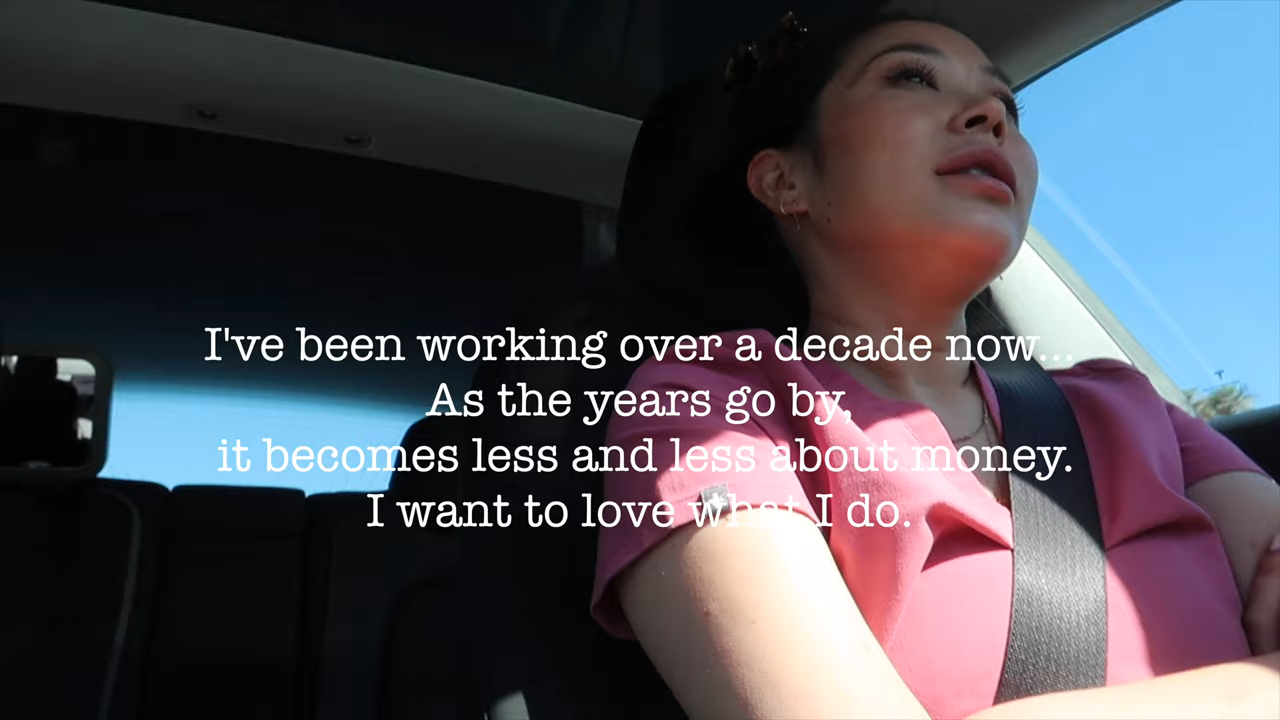 I've been working over a decade now...
As the years go by,
it becomes less and less about money.
I want to love what I do.